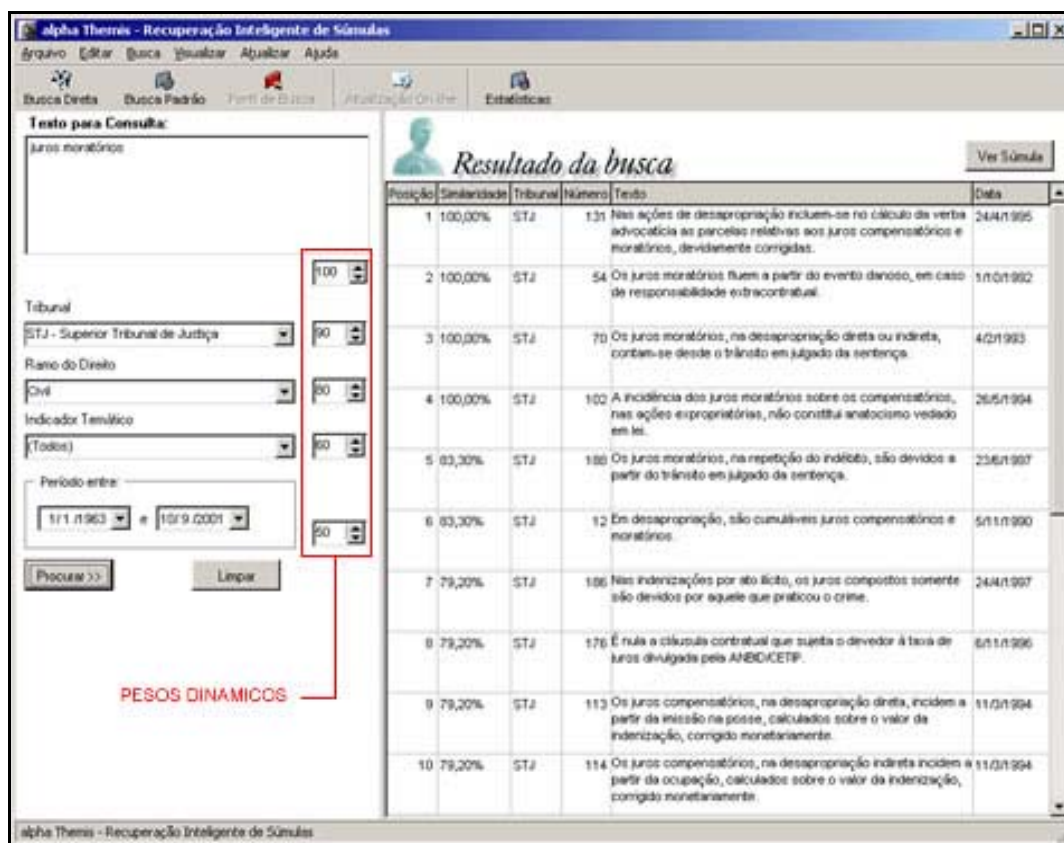 alpha Themis - Recuperação Inteligente de Súmulas
Arquivo Editar Busca Visualizar Atualizar Ajuda
Busca Direta Busca Padrão Perfil de Busca Atualização On-line Estatísticas
Texto para Consulta:
juros moratórios
100
Tribunal
STJ - Superior Tribunal de Justiça 90
Ramo do Direito
Civil 80
Indicador Temático
(Todos) 60
Período entre:
1/1/1963 e 10/9/2001
50
Procurar >> Limpar
PESOS DINAMICOS
Resultado da busca
Ver Súmula
Posição Similaridade Tribunal Número Texto Data
1 100,00% STJ 131 Nas ações de desapropriação incluem-se no cálculo da verba 24/4/1995
advocatícia as parcelas relativas aos juros compensatórios e
moratórios, devidamente corrigidas.
2 100,00% STJ 54 Os juros moratórios fluem a partir do evento danoso, em caso 1/10/1992
de responsabilidade extracontratual.
3 100,00% STJ 70 Os juros moratórios, na desapropriação direta ou indireta, 4/2/1993
contam-se desde o trânsito em julgado da sentença.
4 100,00% STJ 102 A incidência dos juros moratórios sobre os compensatórios, 26/5/1994
nas ações expropriatórias, não constitui anatocismo vedado
em lei.
5 83,30% STJ 188 Os juros moratórios, na repetição do indébito, são devidos a 23/6/1997
partir do trânsito em julgado da sentença.
6 83,30% STJ 12 Em desapropriação, são cumuláveis juros compensatórios e 5/11/1990
moratórios.
7 79,20% STJ 186 Nas indenizações por ato ilícito, os juros compostos somente 24/4/1997
são devidos por aquele que praticou o crime.
8 79,20% STJ 176 É nula a cláusula contratual que sujeita o devedor à taxa de 6/11/1996
juros divulgada pela ANBID/CETIP.
9 79,20% STJ 113 Os juros compensatórios, na desapropriação direta, incidem a 11/3/1994
partir da imissão na posse, calculados sobre o valor da
indenização, corrigido monetariamente.
10 79,20% STJ 114 Os juros compensatórios, na desapropriação indireta incidem a 11/3/1994
partir da ocupação, calculados sobre o valor da indenização,
corrigido monetariamente.
alpha Themis - Recuperação Inteligente de Súmulas